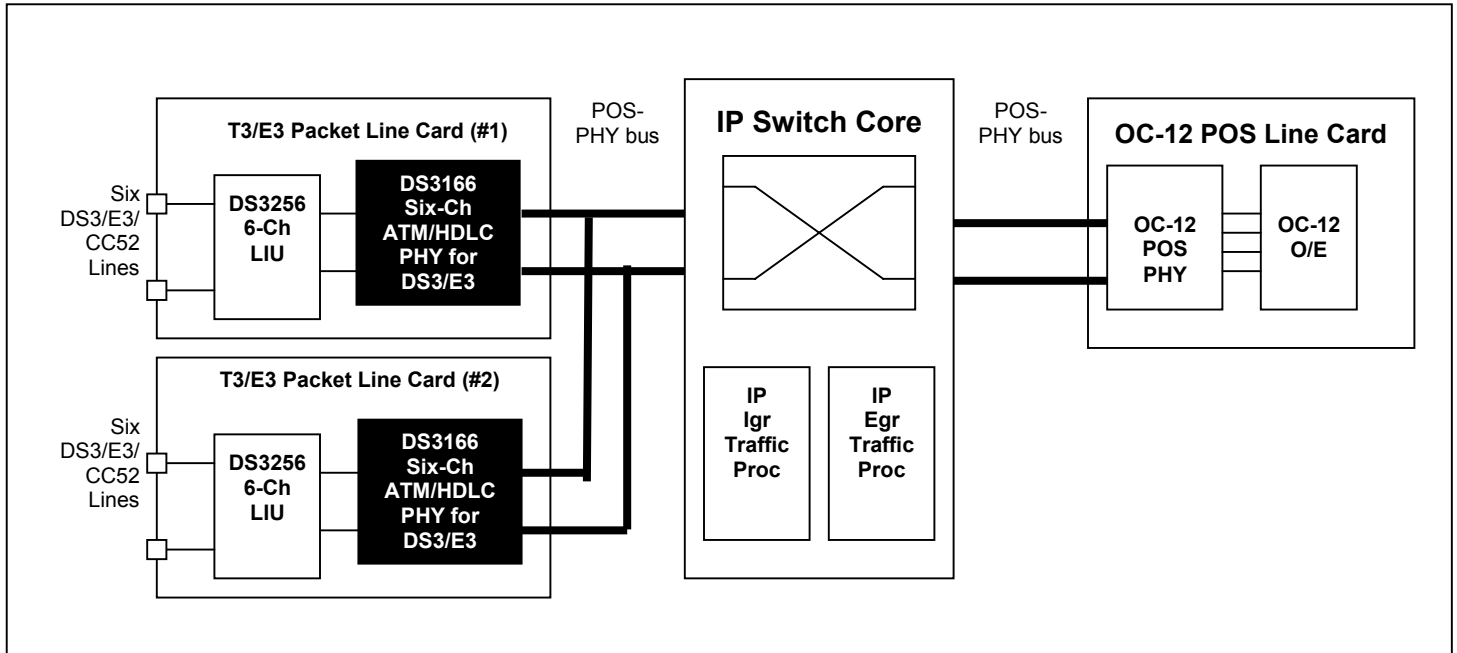 T3/E3 Packet Line Card (#1)
Six
DS3/E3/
CC52
Lines
DS3256
6-Ch
LIU
DS3166
Six-Ch
ATM/HDLC
PHY for
DS3/E3
T3/E3 Packet Line Card (#2)
Six
DS3/E3/
CC52
Lines
DS3256
6-Ch
LIU
DS3166
Six-Ch
ATM/HDLC
PHY for
DS3/E3
POS-
PHY bus
IP Switch Core
IP
Igr
Traffic
Proc
IP
Egr
Traffic
Proc
POS-
PHY bus
OC-12 POS Line Card
OC-12
POS
PHY
OC-12
O/E